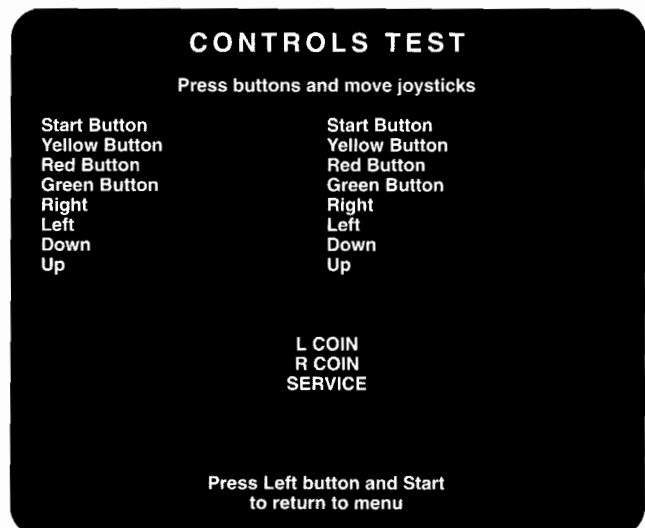 CONTROLS TEST
Press buttons and move joysticks
Start Button
Yellow Button
Red Button
Green Button
Right
Left
Down
Up
Start Button
Yellow Button
Red Button
Green Button
Right
Left
Down
Up
L COIN
R COIN
SERVICE
Press Left button and Start
to return to menu